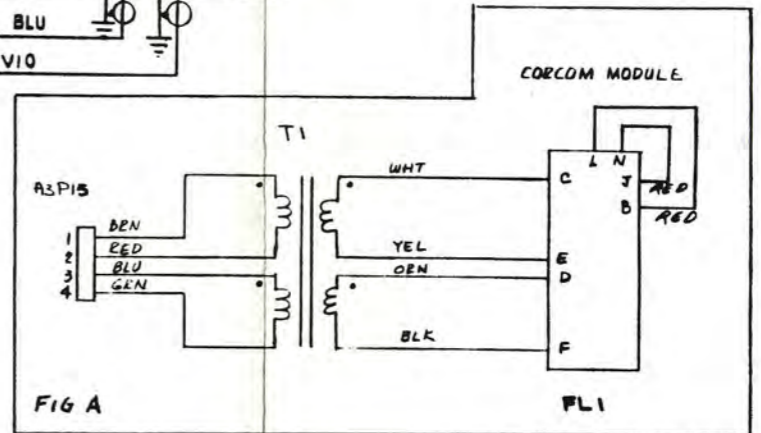 BLU
VIO
CORCOM MODULE
T1
A3P15
1 BRN
2 RED
3 BLU
4 GRN
WHT
YEL
ORN
BLK
L N
C
J RED
B RED
E
D
F
FIG A
FL1